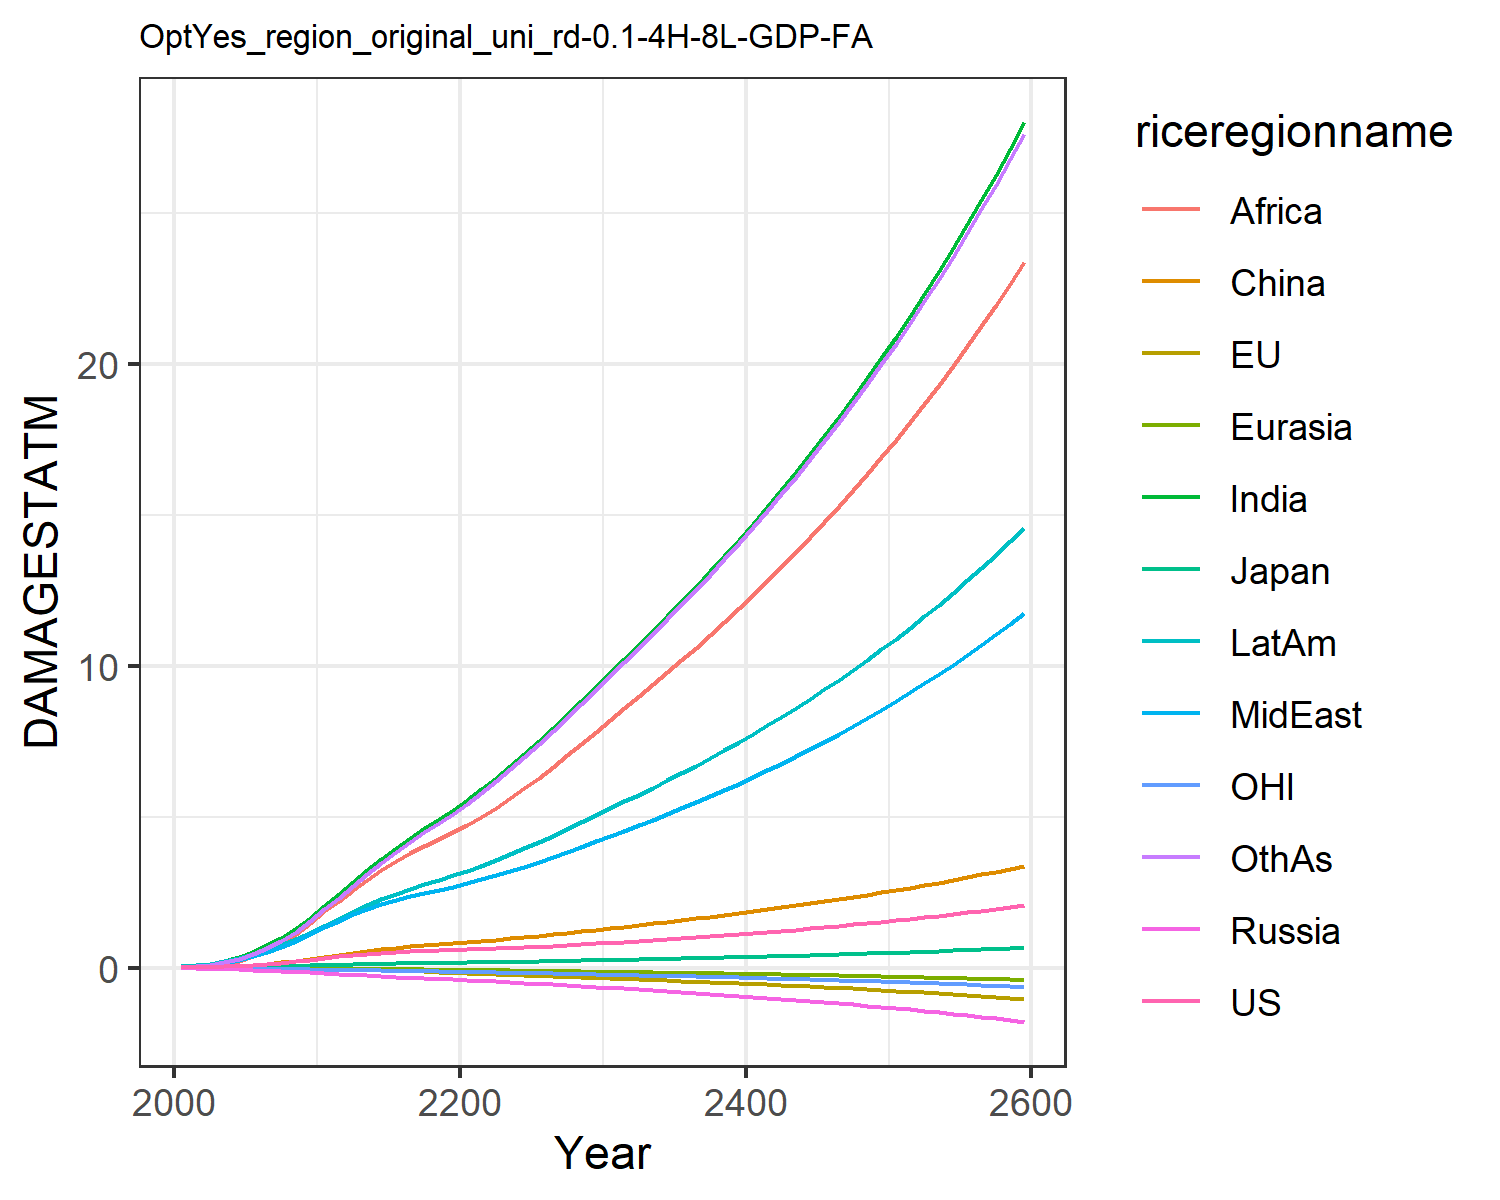 OptYes_region_original_uni_rd-0.1-4H-8L-GDP-FA
DAMAGESTATM
20
10
0
2000
2200
2400
2600
Year
riceregionname
Africa
China
EU
Eurasia
India
Japan
LatAm
MidEast
OHI
OthAs
Russia
US